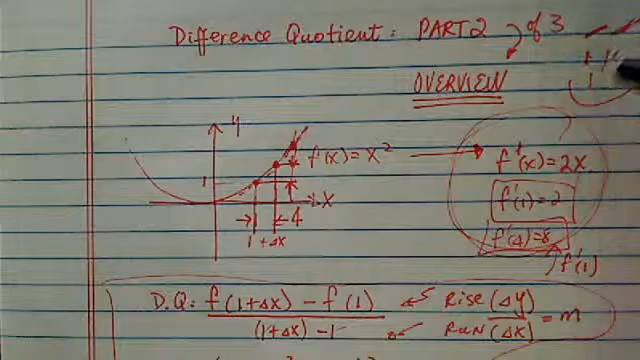 Difference Quotient: PART 2 of 3
OVERVIEW
y
f(x) = x²
f'(x) = 2x
f'(1) = 2
f'(4) = 8
f'(1)
1
x
4
1 + Δx
D.Q: f(1+Δx) - f(1) Rise (Δy)
(1+Δx) - 1 Run (Δx) = m